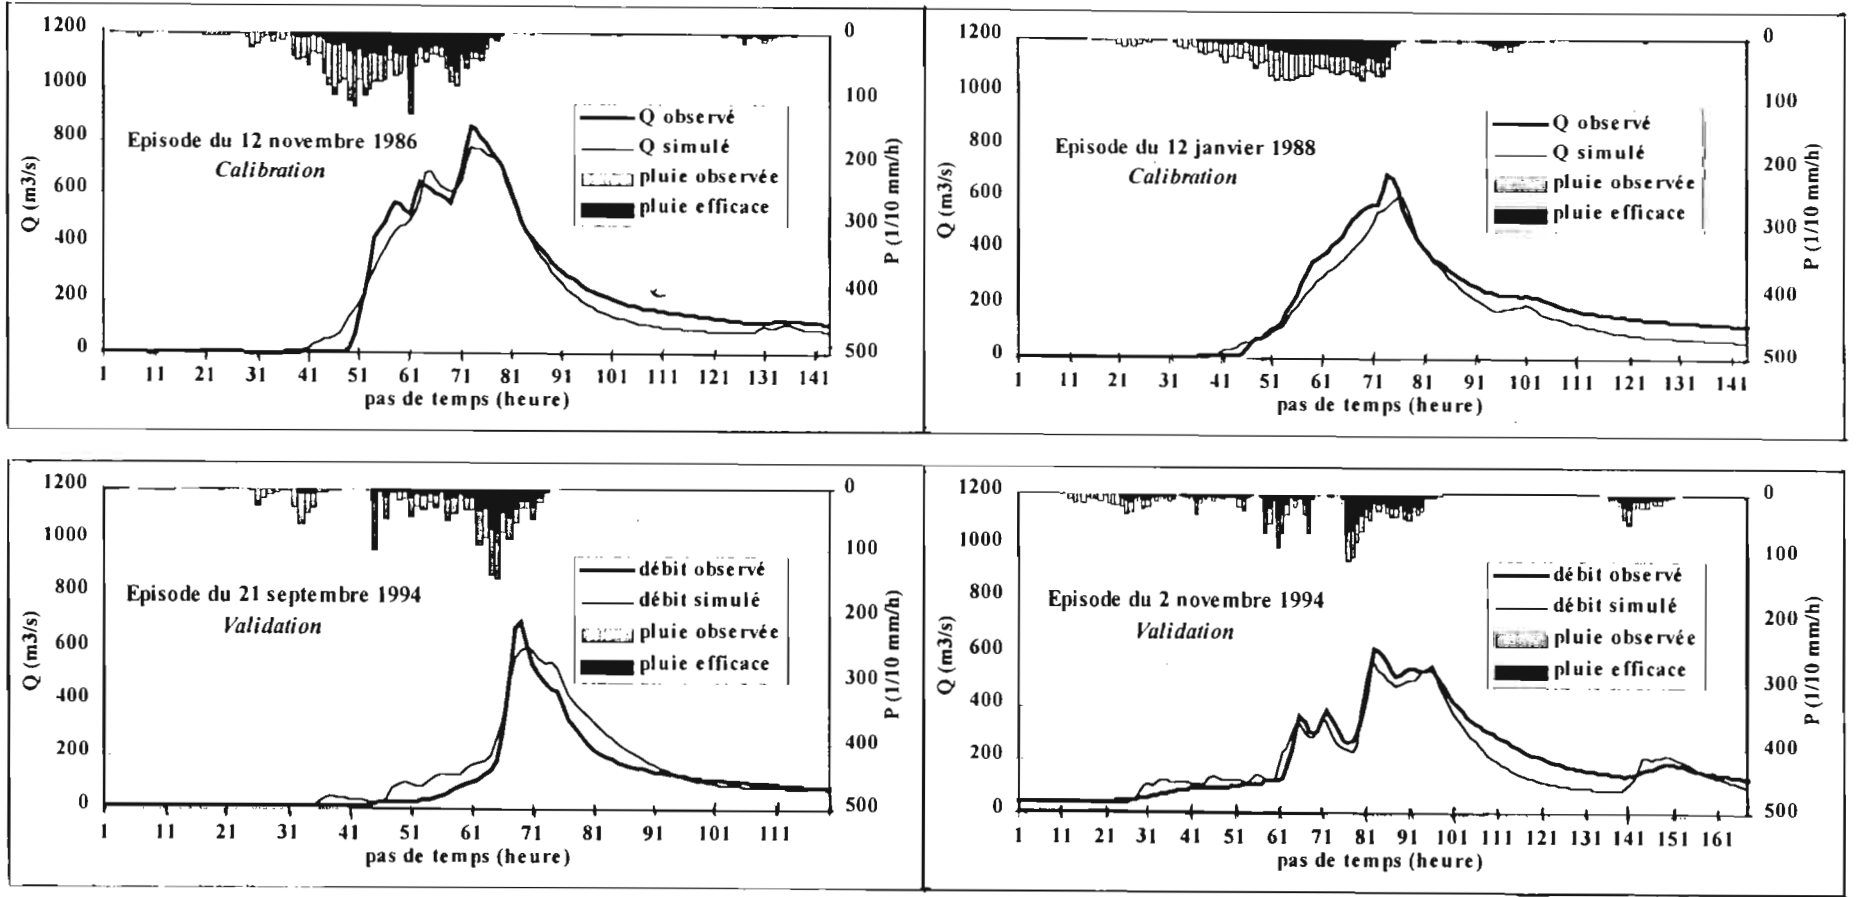 1200
1000
800
600
400
200
0
Q (m3/s)
0
100
200
300
400
500
P (1/10 mm/h)
Episode du 12 novembre 1986
Calibration
Q observé
Q simulé
pluie observée
pluie efficace
1 11 21 31 41 51 61 71 81 91 101 111 121 131 141
pas de temps (heure)
1200
1000
800
600
400
200
0
Q (m3/s)
0
100
200
300
400
500
P (1/10 mm/h)
Episode du 12 janvier 1988
Calibration
Q observé
Q simulé
pluie observée
pluie efficace
1 11 21 31 41 51 61 71 81 91 101 111 121 131 141
pas de temps (heure)
1200
1000
800
600
400
200
0
Q (m3/s)
0
100
200
300
400
500
P (1/10 mm/h)
Episode du 21 septembre 1994
Validation
débit observé
débit simulé
pluie observée
pluie efficace
1 11 21 31 41 51 61 71 81 91 101 111
pas de temps (heure)
1200
1000
800
600
400
200
0
Q (m3/s)
0
100
200
300
400
500
P (1/10 mm/h)
Episode du 2 novembre 1994
Validation
débit observé
débit simulé
pluie observée
pluie efficace
1 11 21 31 41 51 61 71 81 91 101 111 121 131 141 151 161
pas de temps (heure)